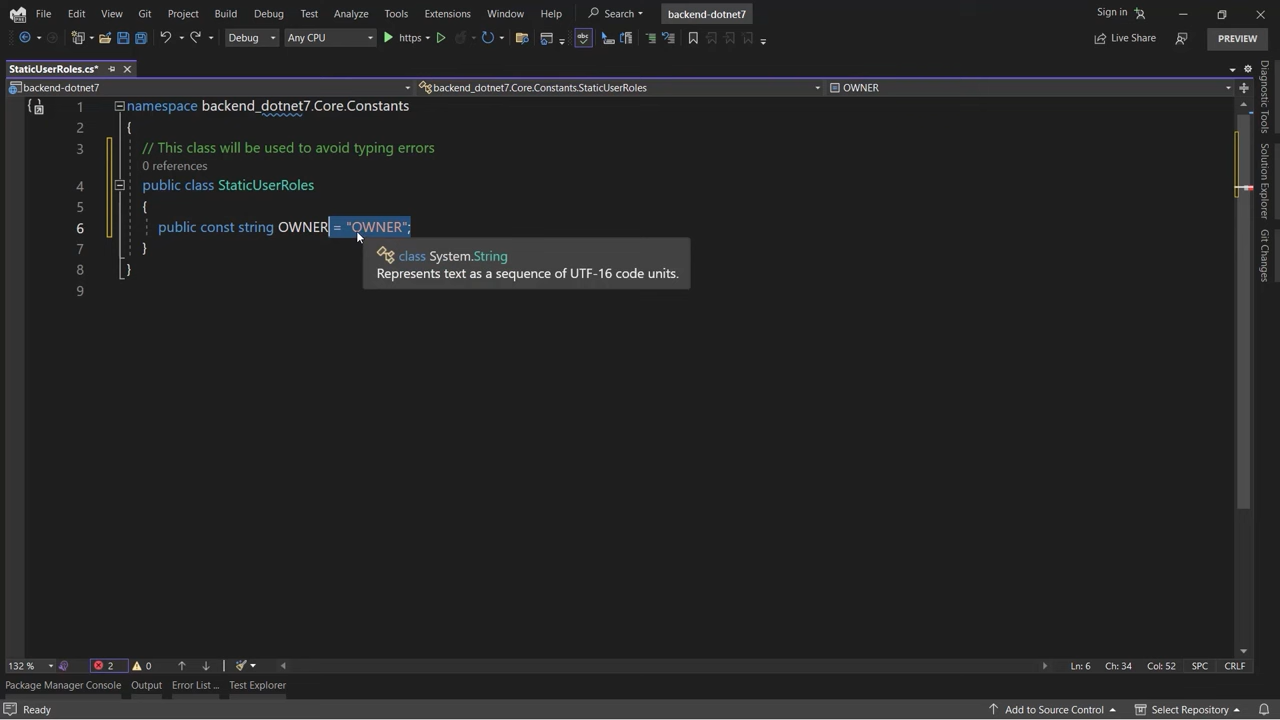 File Edit View Git Project Build Debug Test Analyze Tools Extensions Window Help Search backend-dotnet7 Sign in
Debug Any CPU https Live Share PREVIEW
StaticUserRoles.cs*
backend-dotnet7 backend_dotnet7.Core.Constants.StaticUserRoles OWNER
1 namespace backend_dotnet7.Core.Constants
2 {
3 // This class will be used to avoid typing errors
0 references
4 public class StaticUserRoles
5 {
6 public const string OWNER = "OWNER";
7 }
class System.String
8 }
Represents text as a sequence of UTF-16 code units.
9
Diagnostic Tools
Solution Explorer
Git Changes
132 % 2 0 Ln: 6 Ch: 34 Col: 52 SPC CRLF
Package Manager Console Output Error List ... Test Explorer
Ready Add to Source Control Select Repository